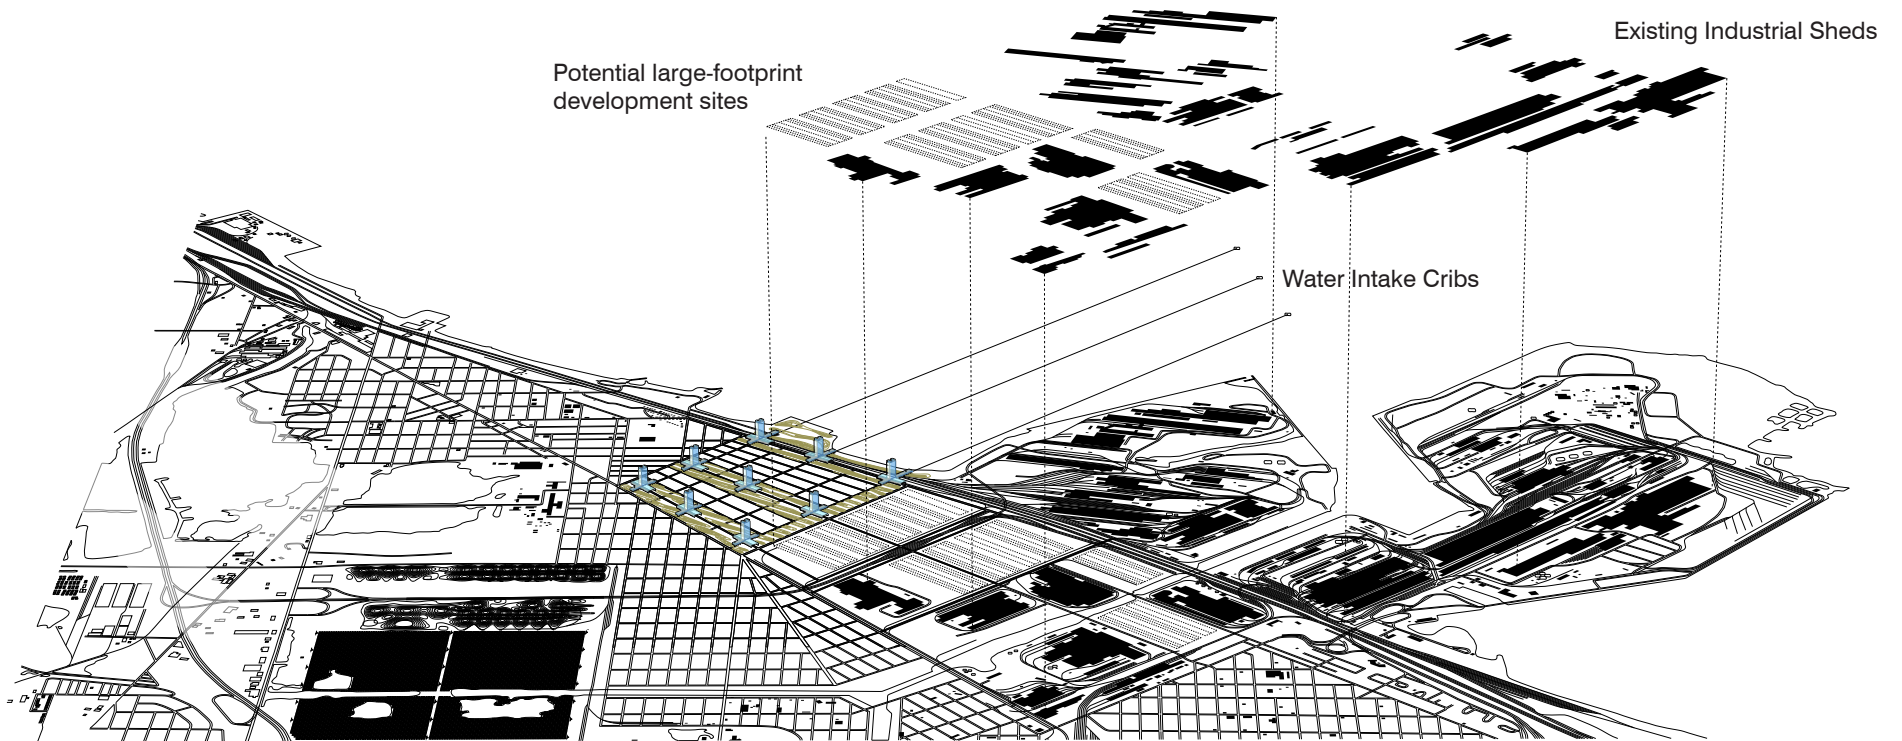 Existing Industrial Sheds
Potential large-footprint
development sites
Water Intake Cribs